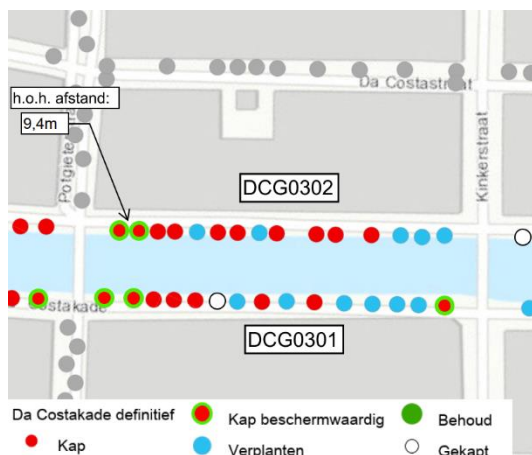 Da Costastraat
h.o.h. afstand:
9,4m
Potgieterstraat
Kinkerstraat
DCG0302
Costakade
DCG0301
Da Costakade definitief
Kap beschermwaardig
Behoud
Kap
Verplanten
Gekapt